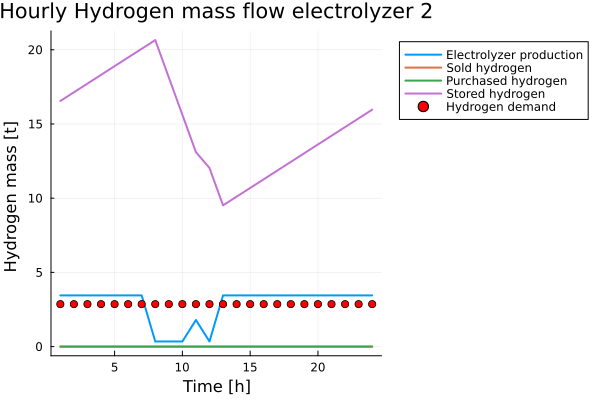 Hourly Hydrogen mass flow electrolyzer 2
Electrolyzer production
Sold hydrogen
Purchased hydrogen
Stored hydrogen
Hydrogen demand
Hydrogen mass [t]
20
15
10
5
0
5 10 15 20
Time [h]